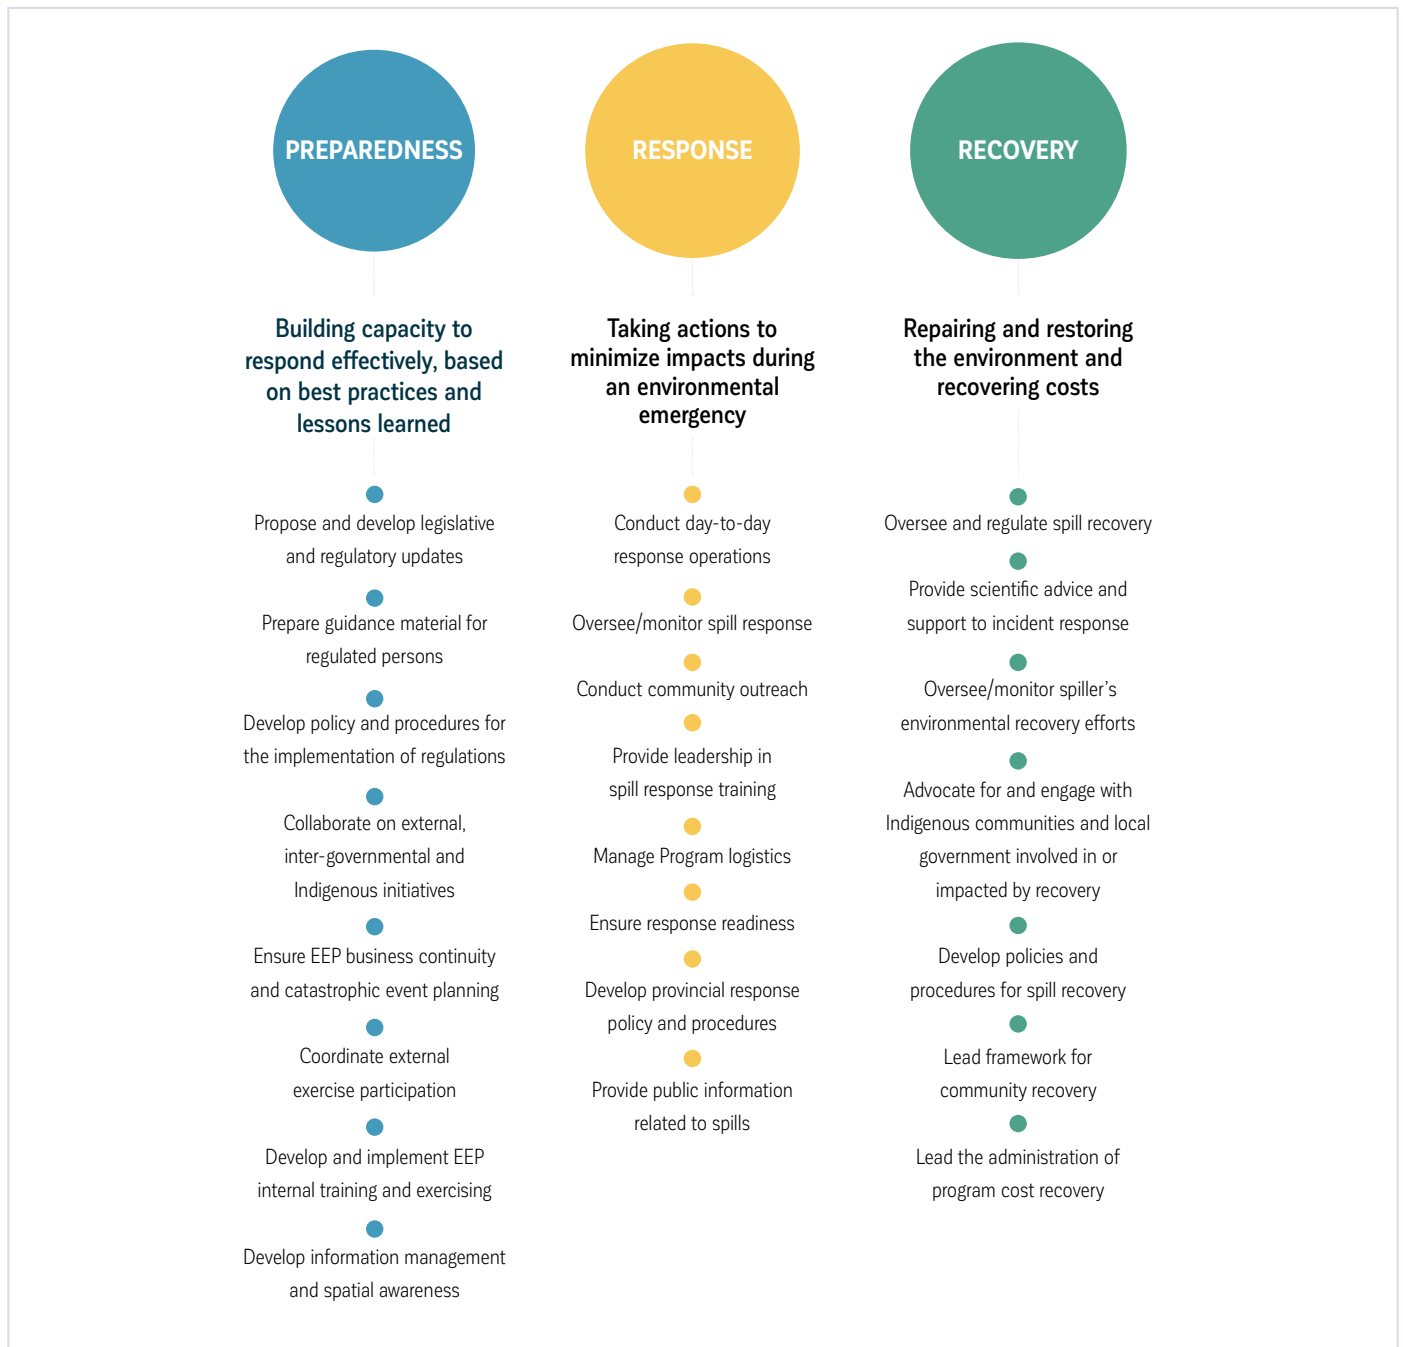 PREPAREDNESS
Building capacity to
respond effectively, based
on best practices and
lessons learned
Propose and develop legislative
and regulatory updates
Prepare guidance material for
regulated persons
Develop policy and procedures for
the implementation of regulations
Collaborate on external,
inter-governmental and
Indigenous initiatives
Ensure EEP business continuity
and catastrophic event planning
Coordinate external
exercise participation
Develop and implement EEP
internal training and exercising
Develop information management
and spatial awareness
RESPONSE
Taking actions to
minimize impacts during
an environmental
emergency
Conduct day-to-day
response operations
Oversee/monitor spill response
Conduct community outreach
Provide leadership in
spill response training
Manage Program logistics
Ensure response readiness
Develop provincial response
policy and procedures
Provide public information
related to spills
RECOVERY
Repairing and restoring
the environment and
recovering costs
Oversee and regulate spill recovery
Provide scientific advice and
support to incident response
Oversee/monitor spiller's
environmental recovery efforts
Advocate for and engage with
Indigenous communities and local
government involved in or
impacted by recovery
Develop policies and
procedures for spill recovery
Lead framework for
community recovery
Lead the administration of
program cost recovery